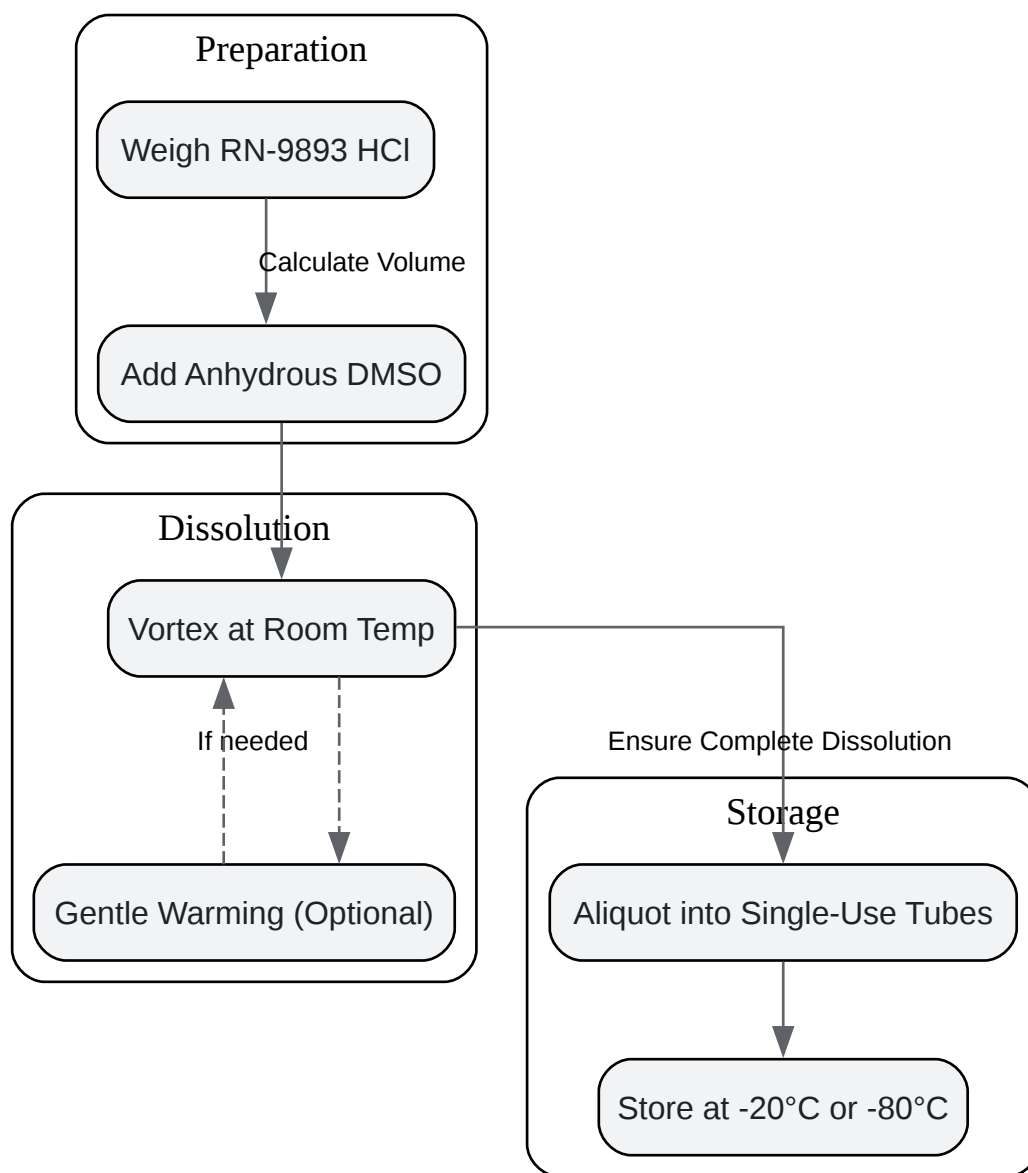 Preparation
Weigh RN-9893 HCl
Calculate Volume
Add Anhydrous DMSO
Dissolution
Vortex at Room Temp
If needed
Gentle Warming (Optional)
Ensure Complete Dissolution
Storage
Aliquot into Single-Use Tubes
Store at -20°C or -80°C